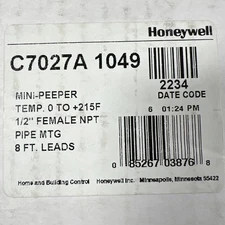 Honeywell
C7027A 1049
2234
DATE CODE
MINI-PEEPER
TEMP. 0 TO +215F
6 01:24 PM
1/2" FEMALE NPT
PIPE MTG
8 FT. LEADS
0 85267 03876 8
Home and Building Control Honeywell Inc. Minneapolis, Minnesota 55422